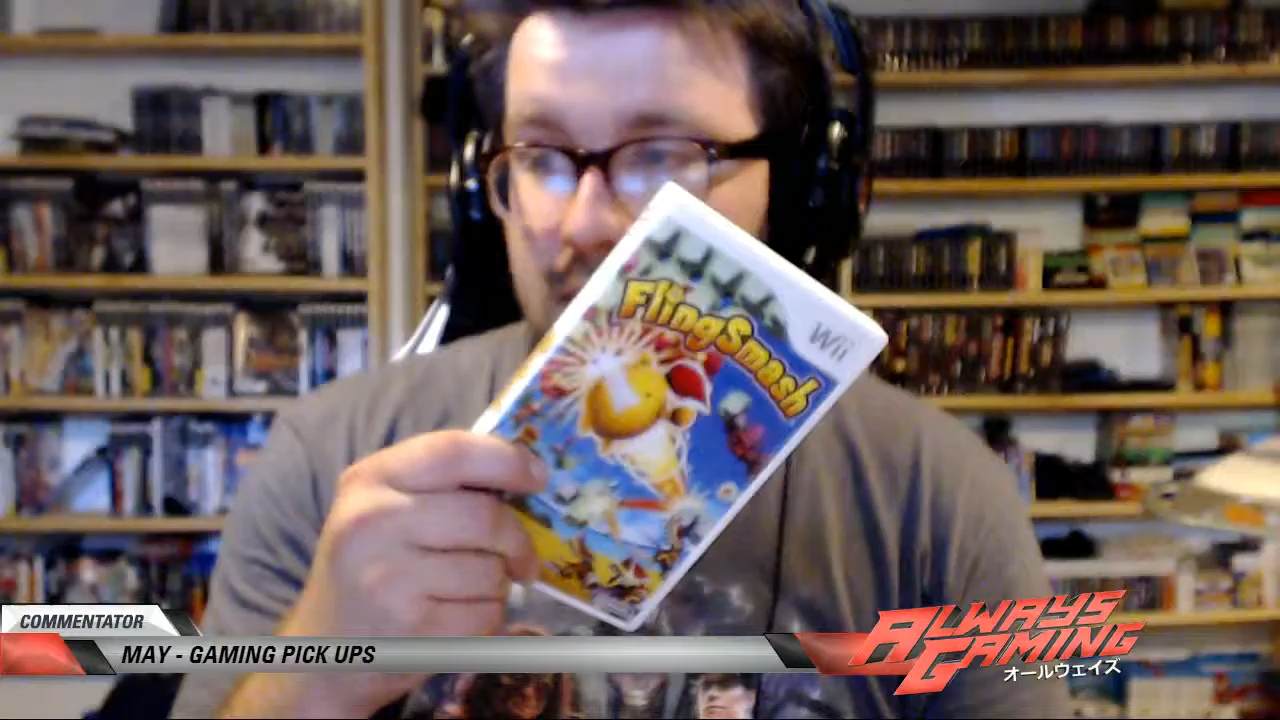 FlingSmash
Wii
COMMENTATOR
MAY - GAMING PICK UPS
ALWAYS
GAMING
オールウェイズ